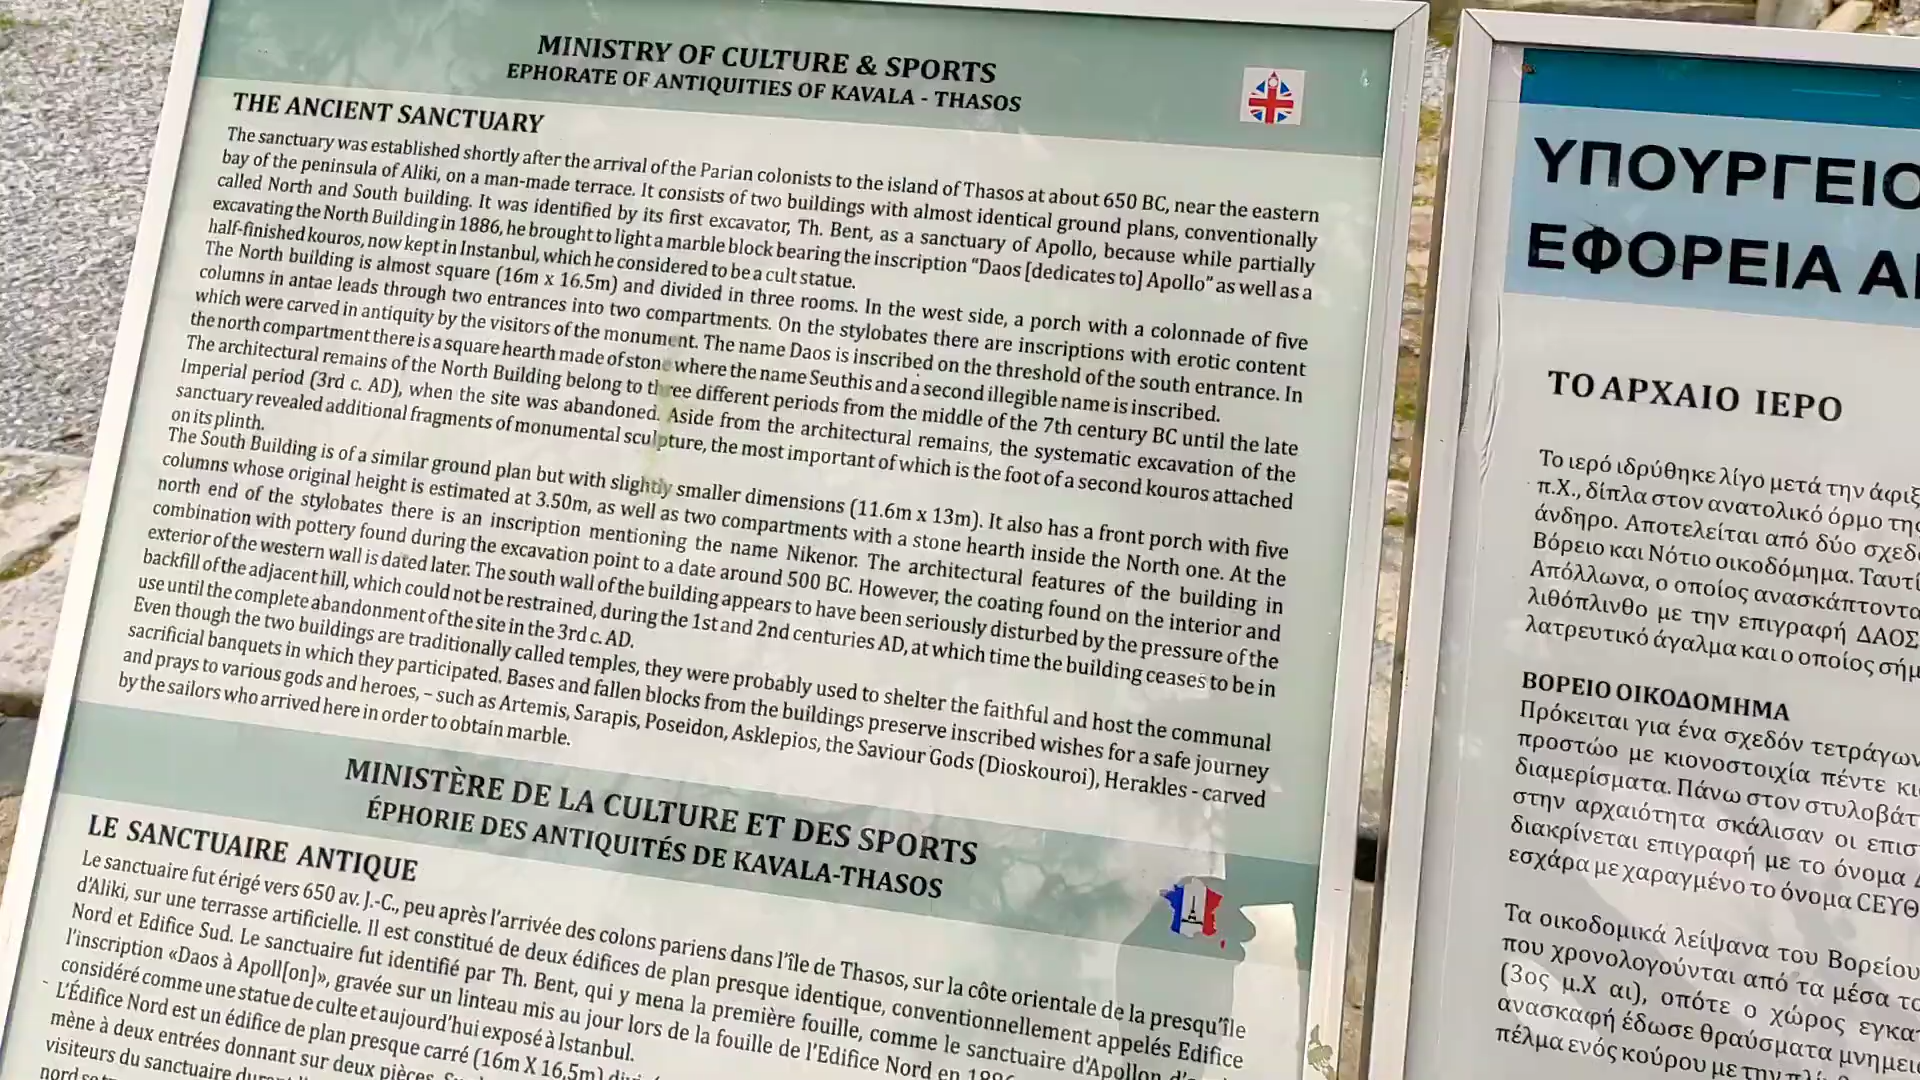 MINISTRY OF CULTURE & SPORTS
EPHORATE OF ANTIQUITIES OF KAVALA - THASOS
THE ANCIENT SANCTUARY
The sanctuary was established shortly after the arrival of the Parian colonists to the island of Thasos at about 650 BC, near the eastern
bay of the peninsula of Aliki, on a man-made terrace. It consists of two buildings with almost identical ground plans, conventionally
called North and South building. It was identified by its first excavator, Th. Bent, as a sanctuary of Apollo, because while partially
excavating the North Building in 1886, he brought to light a marble block bearing the inscription "Daos [dedicates to] Apollo" as well as a
half-finished kouros, now kept in Instanbul, which he considered to be a cult statue.
The North building is almost square (16m x 16.5m) and divided in three rooms. In the west side, a porch with a colonnade of five
columns in antae leads through two entrances into two compartments. On the stylobates there are inscriptions with erotic content
which were carved in antiquity by the visitors of the monument. The name Daos is inscribed on the threshold of the south entrance. In
the north compartment there is a square hearth made of stone where the name Seuthis and a second illegible name is inscribed.
The architectural remains of the North Building belong to three different periods from the middle of the 7th century BC until the late
Imperial period (3rd c. AD), when the site was abandoned. Aside from the architectural remains, the systematic excavation of the
sanctuary revealed additional fragments of monumental sculpture, the most important of which is the foot of a second kouros attached
on its plinth.
The South Building is of a similar ground plan but with slightly smaller dimensions (11.6m x 13m). It also has a front porch with five
columns whose original height is estimated at 3.50m, as well as two compartments with a stone hearth inside the North one. At the
north end of the stylobates there is an inscription mentioning the name Nikenor. The architectural features of the building in
combination with pottery found during the excavation point to a date around 500 BC. However, the coating found on the interior and
exterior of the western wall is dated later. The south wall of the building appears to have been seriously disturbed by the pressure of the
backfill of the adjacent hill, which could not be restrained, during the 1st and 2nd centuries AD, at which time the building ceases to be in
use until the complete abandonment of the site in the 3rd c. AD.
Even though the two buildings are traditionally called temples, they were probably used to shelter the faithful and host the communal
sacrificial banquets in which they participated. Bases and fallen blocks from the buildings preserve inscribed wishes for a safe journey
and prays to various gods and heroes, – such as Artemis, Sarapis, Poseidon, Asklepios, the Saviour Gods (Dioskouroi), Herakles - carved
by the sailors who arrived here in order to obtain marble.
MINISTÈRE DE LA CULTURE ET DES SPORTS
ÉPHORIE DES ANTIQUITÉS DE KAVALA-THASOS
LE SANCTUAIRE ANTIQUE
Le sanctuaire fut érigé vers 650 av. J.-C., peu après l'arrivée des colons pariens dans l'île de Thasos, sur la côte orientale de la presqu'île
d'Aliki, sur une terrasse artificielle. Il est constitué de deux édifices de plan presque identique, conventionnellement appelés Edifice
Nord et Edifice Sud. Le sanctuaire fut identifié par Th. Bent, qui y mena la première fouille, comme le sanctuaire d'Apollon
l'inscription «Daos à Apoll[on]», gravée sur un linteau mis au jour lors de la fouille de l'Edifice Nord en
considéré comme une statue de culte et aujourd'hui exposé à Istanbul.
L'Édifice Nord est un édifice de plan presque carré (16m X 16,5m)
mène à deux entrées donnant sur deux pièces.
visiteurs du sanctuaire
nord
ΥΠΟΥΡΓΕΙΟ
ΕΦΟΡΕΙΑ
ΤΟ ΑΡΧΑΙΟ ΙΕΡΟ
Το ιερό ιδρύθηκε λίγο μετά την
π.Χ., δίπλα στον ανατολικό όρμο της
άνδηρο. Αποτελείται από δύο
Βόρειο και Νότιο οικοδόμημα.
Απόλλωνα, ο οποίος
λιθόπλινθο με την επιγραφή ΔΑΟΣ
λατρευτικό άγαλμα και ο οποίος
ΒΟΡΕΙΟ ΟΙΚΟΔΟΜΗΜΑ
Πρόκειται για ένα σχεδόν
προστώο με κιονοστοιχία πέντε
διαμερίσματα. Πάνω στον
στην αρχαιότητα σκάλισαν οι
διακρίνεται επιγραφή με το όνομα
εσχάρα με χαραγμένο το όνομα
Τα οικοδομικά λείψανα του Βορείου
που χρονολογούνται από τα μέσα
(3ος μ.Χ αι), οπότε ο χώρος
ανασκαφή έδωσε θραύσματα
πέλμα ενός κούρου με την